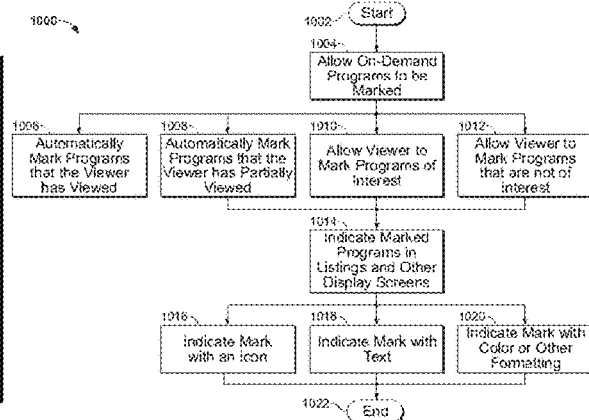 1000
1002
Start
1004
Allow On-Demand
Programs to be
Marked
1006
Automatically
Mark Programs
that the Viewer
has Viewed
1008
Automatically Mark
Programs that the
Viewer has Partially
Viewed
1010
Allow Viewer to
Mark Programs of
Interest
1012
Allow Viewer to
Mark Programs
that are not of
Interest
1014
Indicate Marked
Programs in
Listings and Other
Display Screens
1016
Indicate Mark
with an Icon
1018
Indicate Mark with
Text
1020
Indicate Mark with
Color or Other
Formatting
1022
End